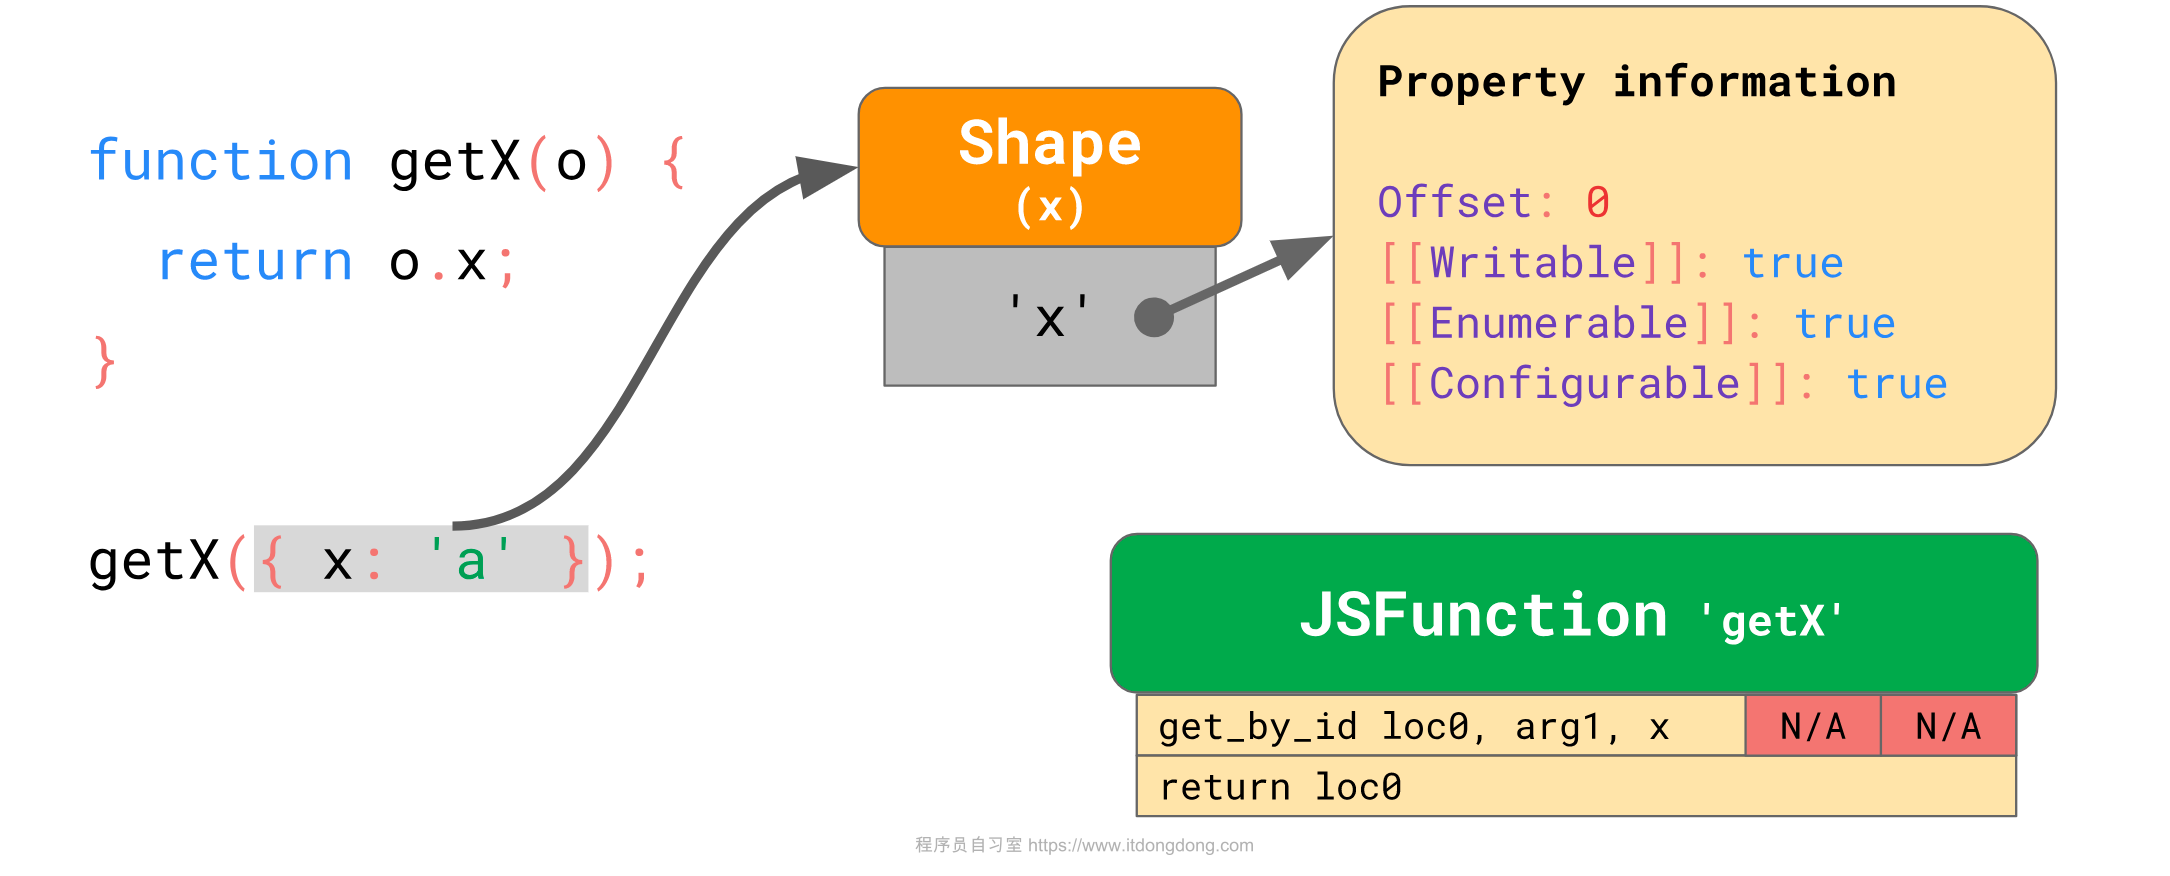 function getX(o) {
  return o.x;
}
getX({ x: 'a' });
Shape
(x)
'x'
Property information
Offset: 0
[[Writable]]: true
[[Enumerable]]: true
[[Configurable]]: true
JSFunction 'getX'
get_by_id loc0, arg1, x N/A N/A
return loc0
程序员自习室 https://www.itdongdong.com